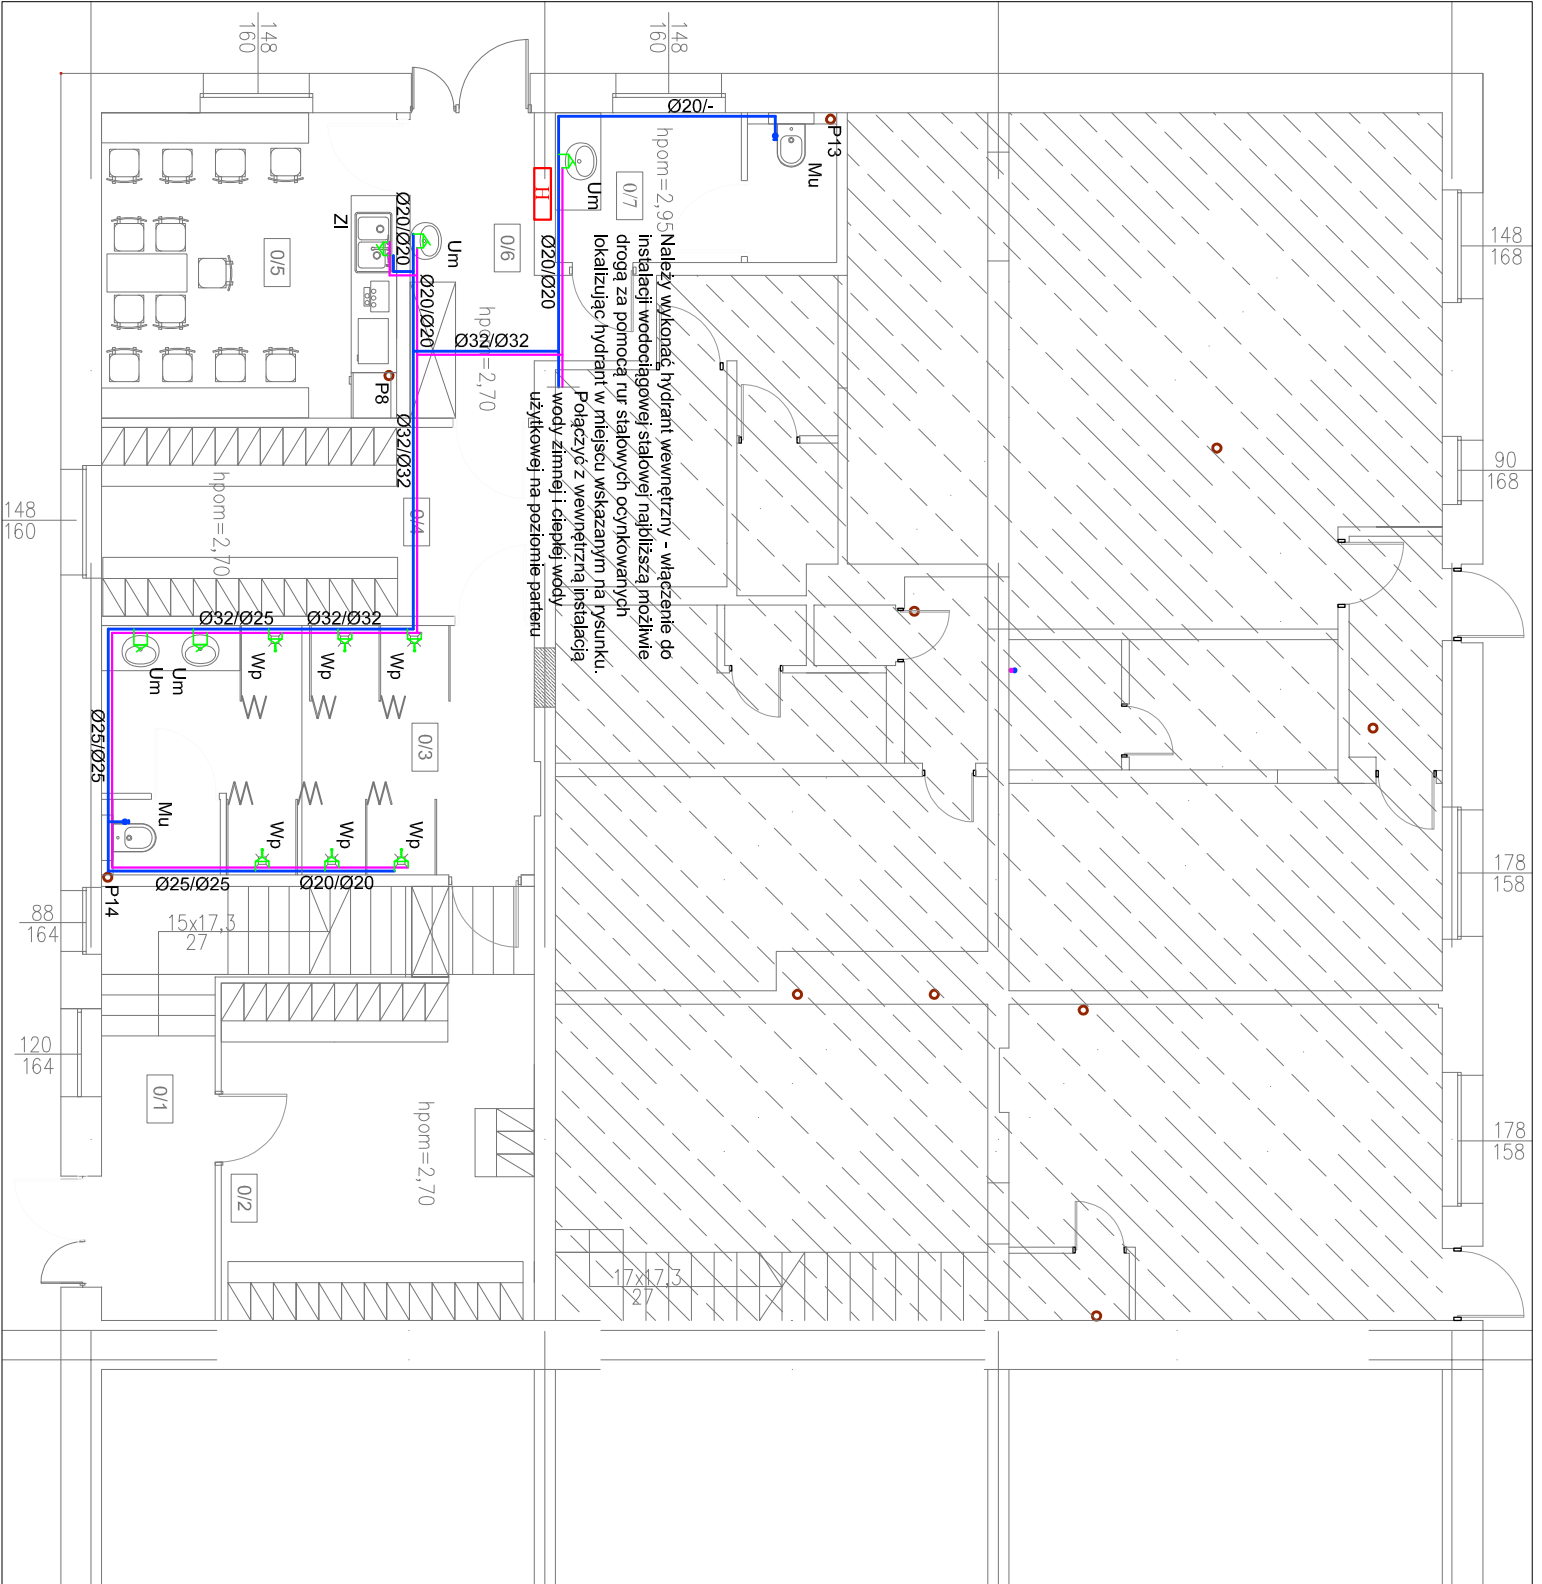 148
160
148
160
Ø20/-
P13
Mu
hpom=2,95
Um
0/7
H
0/6
Um
Ø20/Ø20
Zl
0/5
Ø20/Ø20
Ø20/Ø20
hpom=2,70
Ø32/Ø32
P8
Ø32/Ø32
Należy wykonać hydrant wewnętrzny - włączenie do
instalacji wodociągowej stalowej najbliższą możliwie
drogą za pomocą rur stalowych ocynkowanych
lokalizując hydrant w miejscu wskazanym na rysunku.
Połączyć z wewnętrzną instalacją
wody zimnej i ciepłej wody
użytkowej na poziomie parteru
148
168
90
168
148
160
hpom=2,70
0/4
Ø32/Ø25
Ø32/Ø32
Um
Um
Wp
Wp
Wp
0/3
Ø25/Ø25
Mu
Wp
Wp
Wp
Ø25/Ø25
Ø20/Ø20
P14
178
158
88
164
15x17,3
27
120
164
0/1
hpom=2,70
0/2
178
158
17x17,3
27